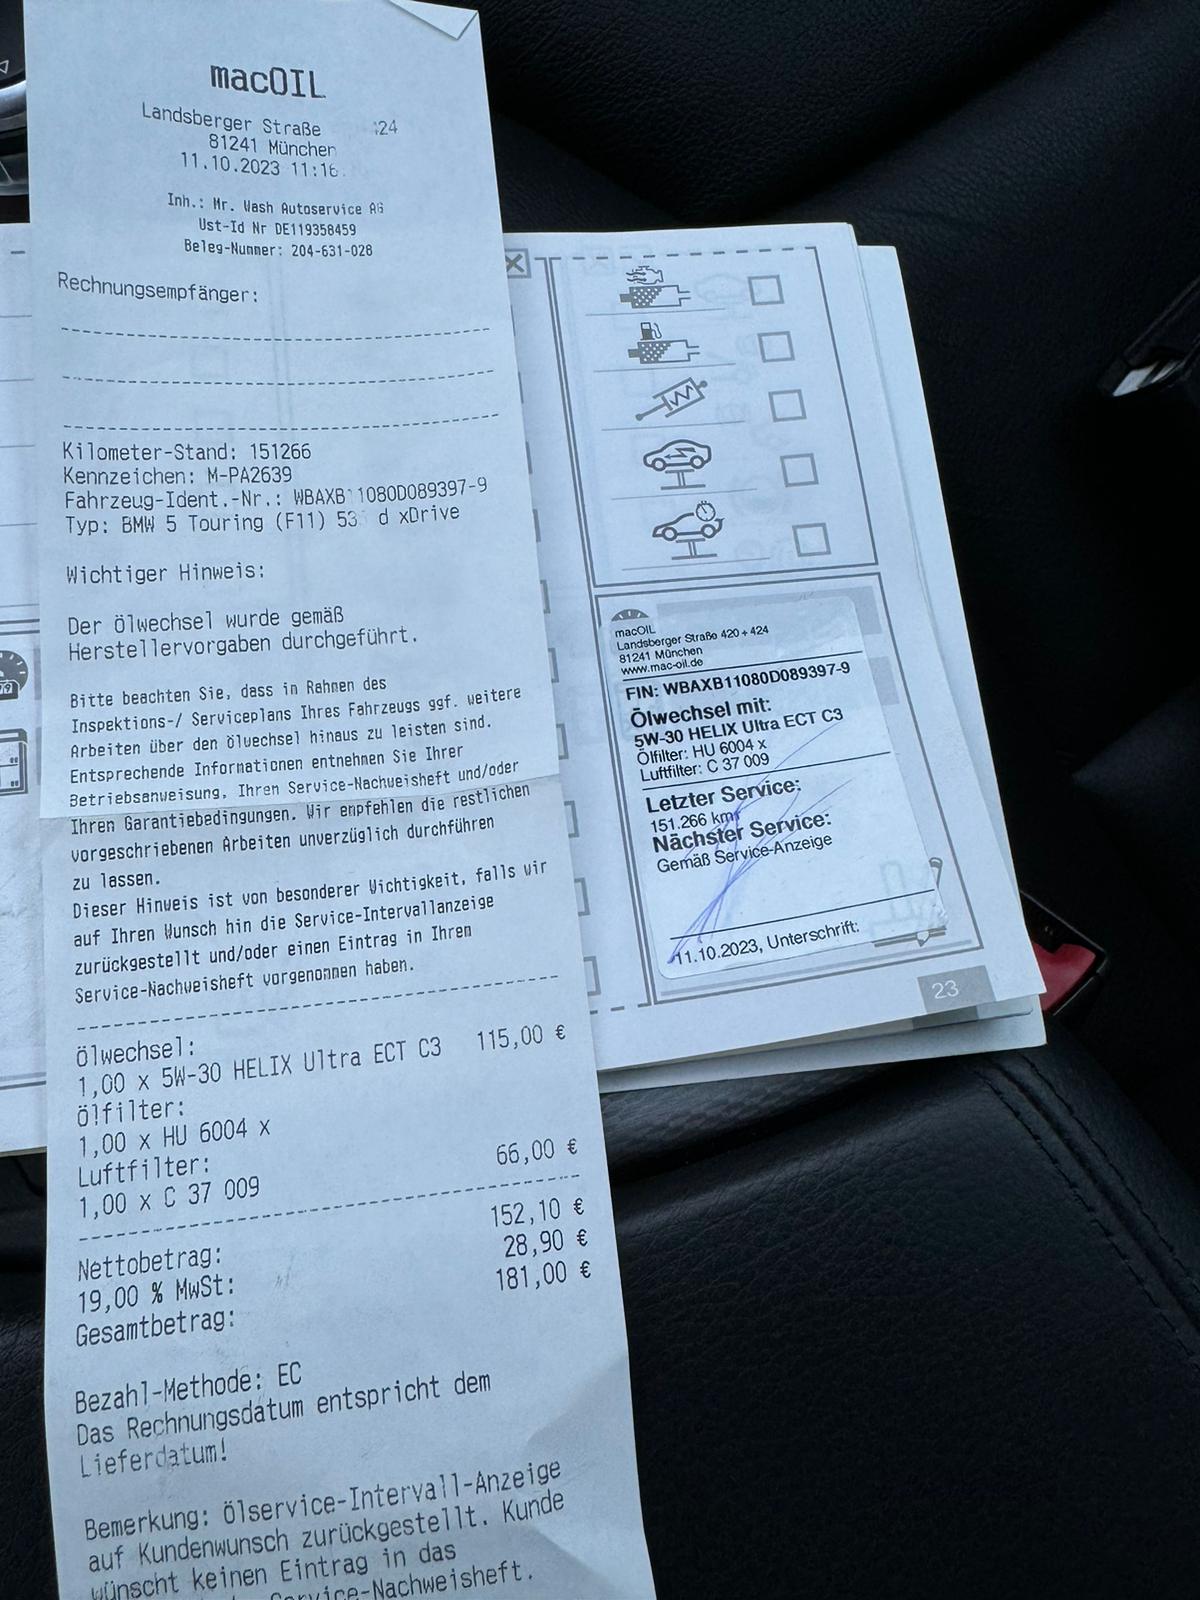 macOIL
Landsberger Straße 424
81241 München
11.10.2023 11:16
Inh.: Mr. Wash Autoservice AG
Ust-Id Nr DE119358459
Beleg-Nummer: 204-631-028
Rechnungsempfänger:
Kilometer-Stand: 151266
Kennzeichen: M-PA2639
Fahrzeug-Ident.-Nr.: WBAXB11080D089397-9
Typ: BMW 5 Touring (F11) 53 d xDrive
Wichtiger Hinweis:
Der Ölwechsel wurde gemäß
Herstellervorgaben durchgeführt.
Bitte beachten Sie, dass in Rahmen des
Inspektions-/ Serviceplans Ihres Fahrzeugs ggf. weitere
Arbeiten über den Ölwechsel hinaus zu leisten sind.
Entsprechende Informationen entnehmen Sie Ihrer
Betriebsanweisung, Ihren Service-Nachweisheft und/oder
Ihren Garantiebedingungen. Wir empfehlen die restlichen
vorgeschriebenen Arbeiten unverzüglich durchführen
zu lassen.
Dieser Hinweis ist von besonderer Wichtigkeit, falls wir
auf Ihren Wunsch hin die Service-Intervallanzeige
zurückgestellt und/oder einen Eintrag in Ihren
Service-Nachweisheft vorgenommen haben.
Ölwechsel:
1,00 x 5W-30 HELIX Ultra ECT C3 115,00 €
Ölfilter:
1,00 x HU 6004 x
Luftfilter:
1,00 x C 37 009 66,00 €
Nettobetrag: 152,10 €
19,00 % MwSt: 28,90 €
Gesamtbetrag: 181,00 €
Bezahl-Methode: EC
Das Rechnungsdatum entspricht dem
Lieferdatum!
Bemerkung: Ölservice-Intervall-Anzeige
auf Kundenwunsch zurückgestellt. Kunde
wünscht keinen Eintrag in das
Service-Nachweisheft.
macOIL
Landsberger Straße 420 + 424
81241 München
www.mac-oil.de
FIN: WBAXB11080D089397-9
Ölwechsel mit:
5W-30 HELIX Ultra ECT C3
Ölfilter: HU 6004 x
Luftfilter: C 37 009
Letzter Service:
151.266 km
Nächster Service:
Gemäß Service-Anzeige
11.10.2023, Unterschrift:
23